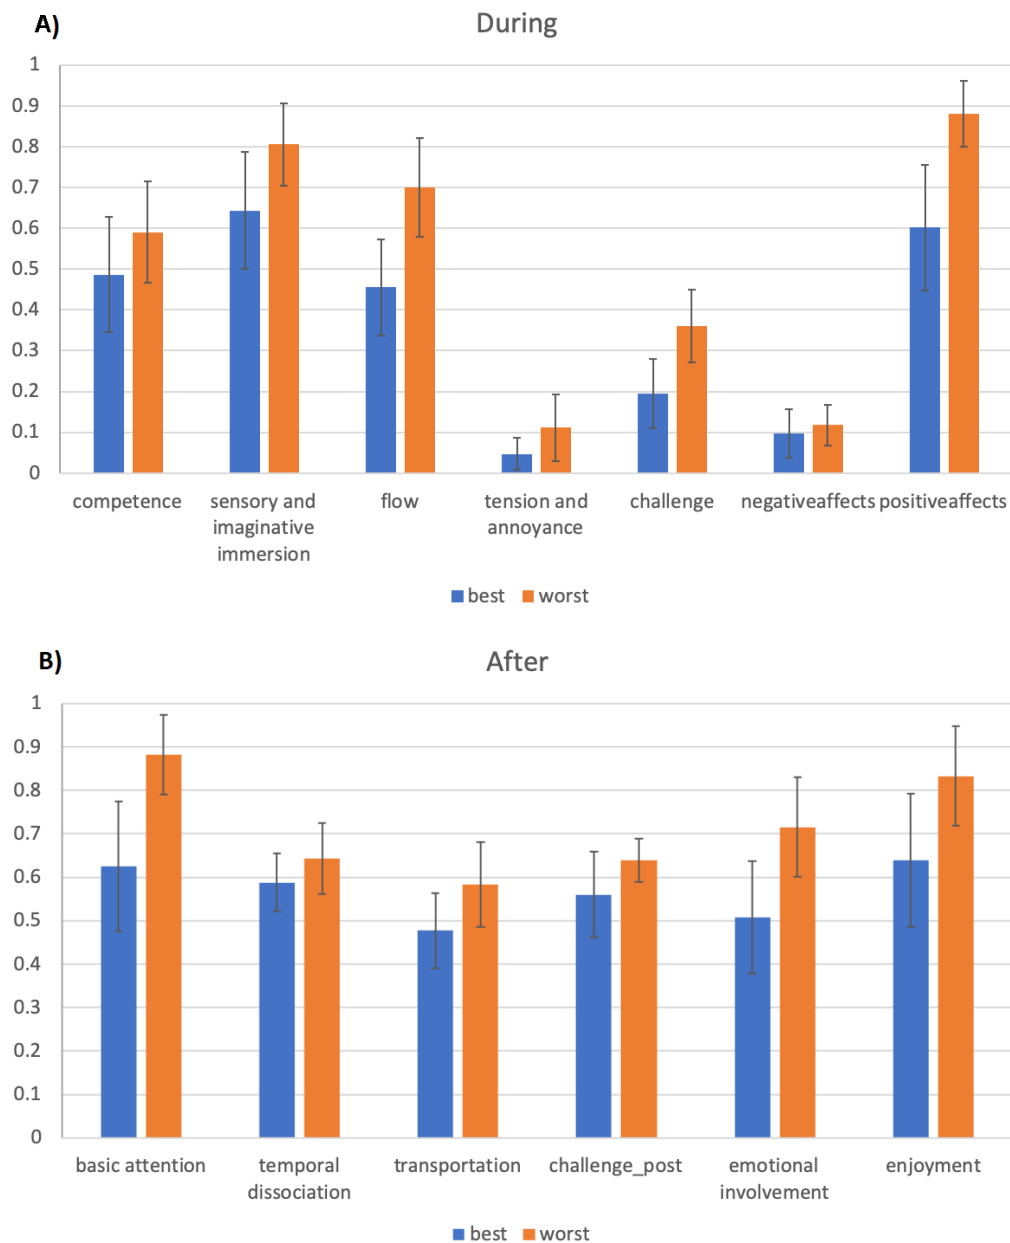 A)
During
1
0.9
0.8
0.7
0.6
0.5
0.4
0.3
0.2
0.1
0
competence
sensory and
imaginative
immersion
flow
tension and
annoyance
challenge
negativeaffects
positiveaffects
best worst
B)
After
1
0.9
0.8
0.7
0.6
0.5
0.4
0.3
0.2
0.1
0
basic attention
temporal
dissociation
transportation
challenge_post
emotional
involvement
enjoyment
best worst